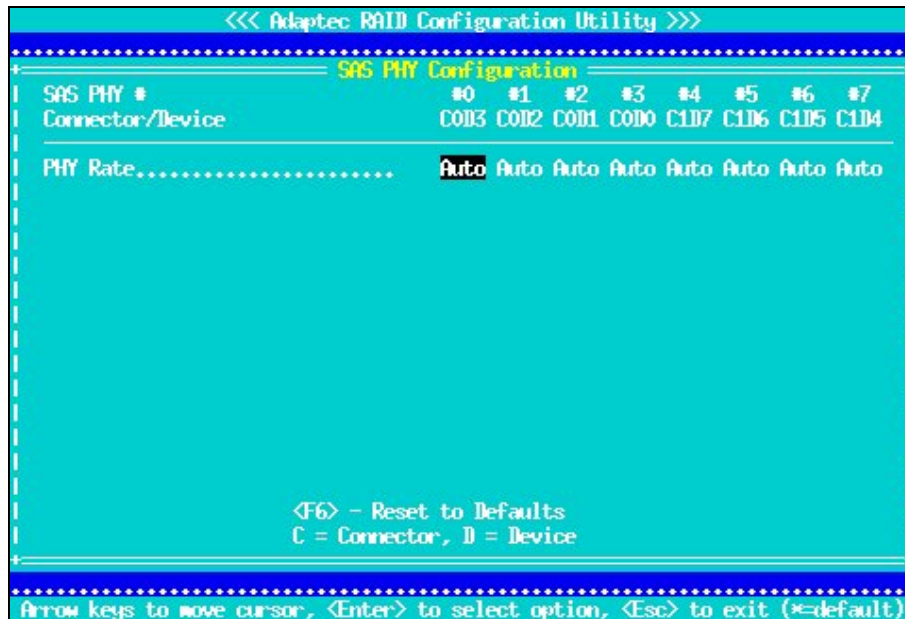 <<< Adaptec RAID Configuration Utility >>>
SAS PHY Configuration
SAS PHY # #0 #1 #2 #3 #4 #5 #6 #7
Connector/Device C0D3 C0D2 C0D1 C0D0 C1D7 C1D6 C1D5 C1D4
PHY Rate....................... Auto Auto Auto Auto Auto Auto Auto Auto
<F6> - Reset to Defaults
C = Connector, D = Device
Arrow keys to move cursor, <Enter> to select option, <Esc> to exit (*=default)